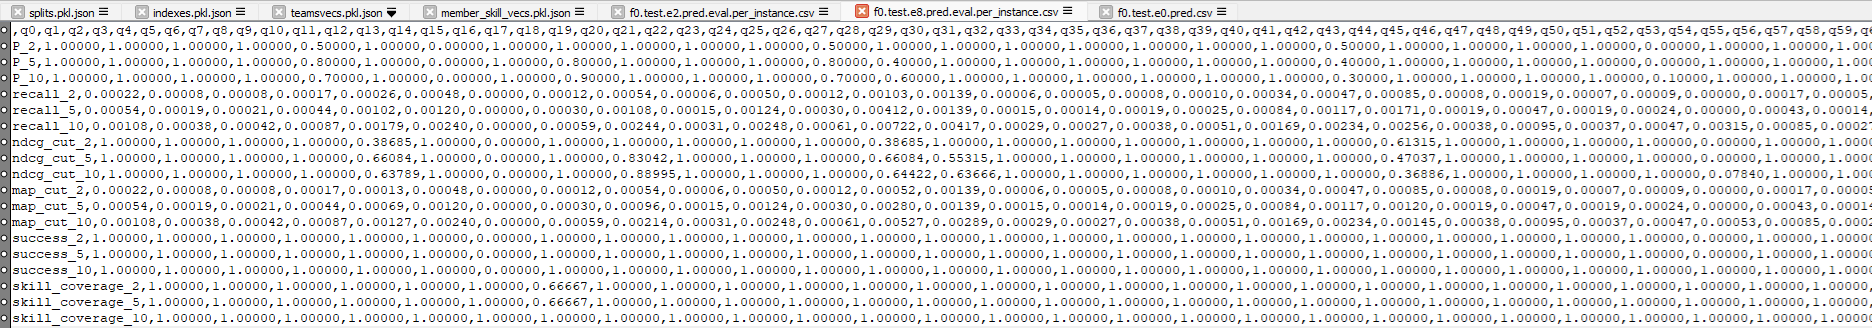 splits.pkl.json indexes.pkl.json teamsvecs.pkl.json member_skill_vecs.pkl.json f0.test.e2.pred.eval.per_instance.csv f0.test.e8.pred.eval.per_instance.csv f0.test.e0.pred.csv
,q0,q1,q2,q3,q4,q5,q6,q7,q8,q9,q10,q11,q12,q13,q14,q15,q16,q17,q18,q19,q20,q21,q22,q23,q24,q25,q26,q27,q28,q29,q30,q31,q32,q33,q34,q35,q36,q37,q38,q39,q40,q41,q42,q43,q44,q45,q46,q47,q48,q49,q50,q51,q52,q53,q54,q55,q56,q57,q58,q59,q6
P_2,1.00000,1.00000,1.00000,1.00000,0.50000,1.00000,0.00000,1.00000,1.00000,1.00000,1.00000,1.00000,0.50000,1.00000,1.00000,1.00000,1.00000,1.00000,1.00000,1.00000,0.50000,1.00000,1.00000,1.00000,1.00000,1.00000,0.00000,1.00000,1.000
P_5,1.00000,1.00000,1.00000,1.00000,0.80000,1.00000,0.00000,1.00000,0.80000,1.00000,1.00000,1.00000,0.80000,0.40000,1.00000,1.00000,1.00000,1.00000,1.00000,1.00000,0.40000,1.00000,1.00000,1.00000,1.00000,1.00000,0.00000,1.00000,1.000
P_10,1.00000,1.00000,1.00000,1.00000,0.70000,1.00000,0.00000,1.00000,0.90000,1.00000,1.00000,1.00000,0.70000,0.60000,1.00000,1.00000,1.00000,1.00000,1.00000,1.00000,0.30000,1.00000,1.00000,1.00000,1.00000,0.10000,1.00000,1.00000,1.00
recall_2,0.00022,0.00008,0.00008,0.00017,0.00026,0.00048,0.00000,0.00012,0.00054,0.00006,0.00050,0.00012,0.00103,0.00139,0.00006,0.00005,0.00008,0.00010,0.00034,0.00047,0.00085,0.00008,0.00019,0.00007,0.00009,0.00000,0.00017,0.00005,
recall_5,0.00054,0.00019,0.00021,0.00044,0.00102,0.00120,0.00000,0.00030,0.00108,0.00015,0.00124,0.00030,0.00412,0.00139,0.00015,0.00014,0.00019,0.00025,0.00084,0.00117,0.00171,0.00019,0.00047,0.00019,0.00024,0.00000,0.00043,0.00014
recall_10,0.00108,0.00038,0.00042,0.00087,0.00179,0.00240,0.00000,0.00059,0.00244,0.00031,0.00248,0.00061,0.00722,0.00417,0.00029,0.00027,0.00038,0.00051,0.00169,0.00234,0.00256,0.00038,0.00095,0.00037,0.00047,0.00315,0.00085,0.0002
ndcg_cut_2,1.00000,1.00000,1.00000,1.00000,0.38685,1.00000,0.00000,1.00000,1.00000,1.00000,1.00000,1.00000,0.38685,1.00000,1.00000,1.00000,1.00000,1.00000,1.00000,1.00000,0.61315,1.00000,1.00000,1.00000,1.00000,0.00000,1.00000,1.000
ndcg_cut_5,1.00000,1.00000,1.00000,1.00000,0.66084,1.00000,0.00000,1.00000,0.83042,1.00000,1.00000,1.00000,0.66084,0.55315,1.00000,1.00000,1.00000,1.00000,1.00000,1.00000,0.47037,1.00000,1.00000,1.00000,1.00000,0.00000,1.00000,1.000
ndcg_cut_10,1.00000,1.00000,1.00000,1.00000,0.63789,1.00000,0.00000,1.00000,0.88995,1.00000,1.00000,1.00000,0.64422,0.63666,1.00000,1.00000,1.00000,1.00000,1.00000,1.00000,0.36886,1.00000,1.00000,1.00000,1.00000,0.07840,1.00000,1.00
map_cut_2,0.00022,0.00008,0.00008,0.00017,0.00013,0.00048,0.00000,0.00012,0.00054,0.00006,0.00050,0.00012,0.00052,0.00139,0.00006,0.00005,0.00008,0.00010,0.00034,0.00047,0.00085,0.00008,0.00019,0.00007,0.00009,0.00000,0.00017,0.00005
map_cut_5,0.00054,0.00019,0.00021,0.00044,0.00069,0.00120,0.00000,0.00030,0.00096,0.00015,0.00124,0.00030,0.00280,0.00139,0.00015,0.00014,0.00019,0.00025,0.00084,0.00117,0.00120,0.00019,0.00047,0.00019,0.00024,0.00000,0.00043,0.00014
map_cut_10,0.00108,0.00038,0.00042,0.00087,0.00127,0.00240,0.00000,0.00059,0.00214,0.00031,0.00248,0.00061,0.00527,0.00289,0.00029,0.00027,0.00038,0.00051,0.00169,0.00234,0.00145,0.00038,0.00095,0.00037,0.00047,0.00053,0.00085,0.0002
success_2,1.00000,1.00000,1.00000,1.00000,1.00000,1.00000,0.00000,1.00000,1.00000,1.00000,1.00000,1.00000,1.00000,1.00000,1.00000,1.00000,1.00000,1.00000,1.00000,1.00000,1.00000,1.00000,1.00000,1.00000,1.00000,0.00000,1.00000,1.0000
success_5,1.00000,1.00000,1.00000,1.00000,1.00000,1.00000,0.00000,1.00000,1.00000,1.00000,1.00000,1.00000,1.00000,1.00000,1.00000,1.00000,1.00000,1.00000,1.00000,1.00000,1.00000,1.00000,1.00000,1.00000,1.00000,0.00000,1.00000,1.0000
success_10,1.00000,1.00000,1.00000,1.00000,1.00000,1.00000,0.00000,1.00000,1.00000,1.00000,1.00000,1.00000,1.00000,1.00000,1.00000,1.00000,1.00000,1.00000,1.00000,1.00000,1.00000,1.00000,1.00000,1.00000,1.00000,1.00000,1.00000,1.000
skill_coverage_2,1.00000,1.00000,1.00000,1.00000,1.00000,1.00000,0.66667,1.00000,1.00000,1.00000,1.00000,1.00000,1.00000,1.00000,1.00000,1.00000,1.00000,1.00000,1.00000,1.00000,1.00000,1.00000,1.00000,1.00000,1.00000,1.00000,1.00000
skill_coverage_5,1.00000,1.00000,1.00000,1.00000,1.00000,1.00000,0.66667,1.00000,1.00000,1.00000,1.00000,1.00000,1.00000,1.00000,1.00000,1.00000,1.00000,1.00000,1.00000,1.00000,1.00000,1.00000,1.00000,1.00000,1.00000,1.00000,1.00000
skill_coverage_10,1.00000,1.00000,1.00000,1.00000,1.00000,1.00000,1.00000,1.00000,1.00000,1.00000,1.00000,1.00000,1.00000,1.00000,1.00000,1.00000,1.00000,1.00000,1.00000,1.00000,1.00000,1.00000,1.00000,1.00000,1.00000,1.00000,1.0000